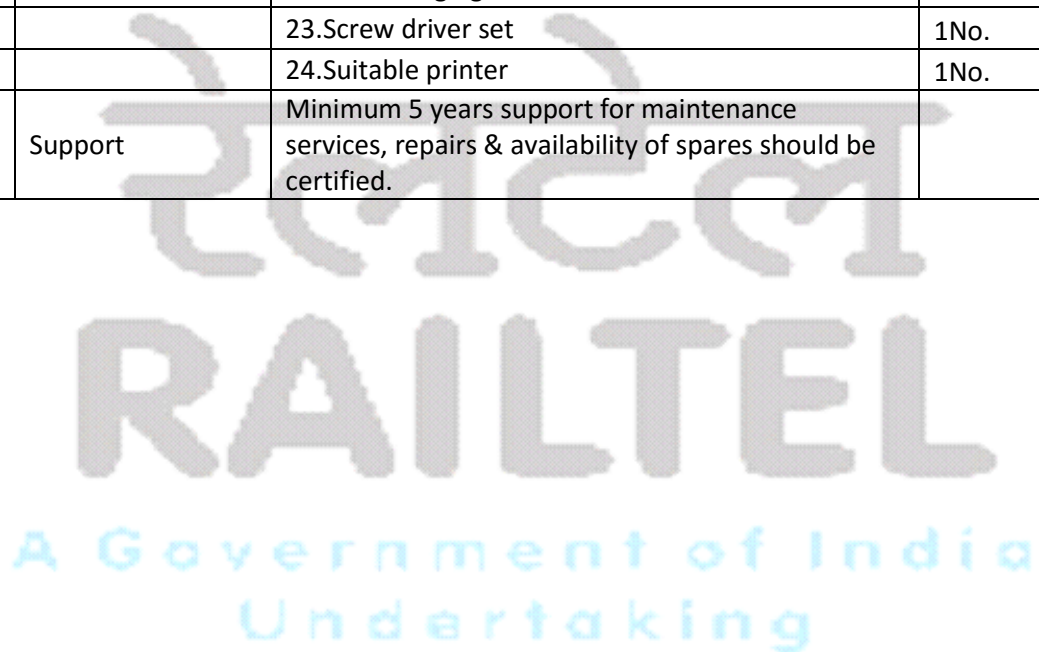 23.Screw driver set 1No.
24.Suitable printer 1No.
Support Minimum 5 years support for maintenance
services, repairs & availability of spares should be
certified.
रेलटेल
RAILTEL
A Government of India
Undertaking